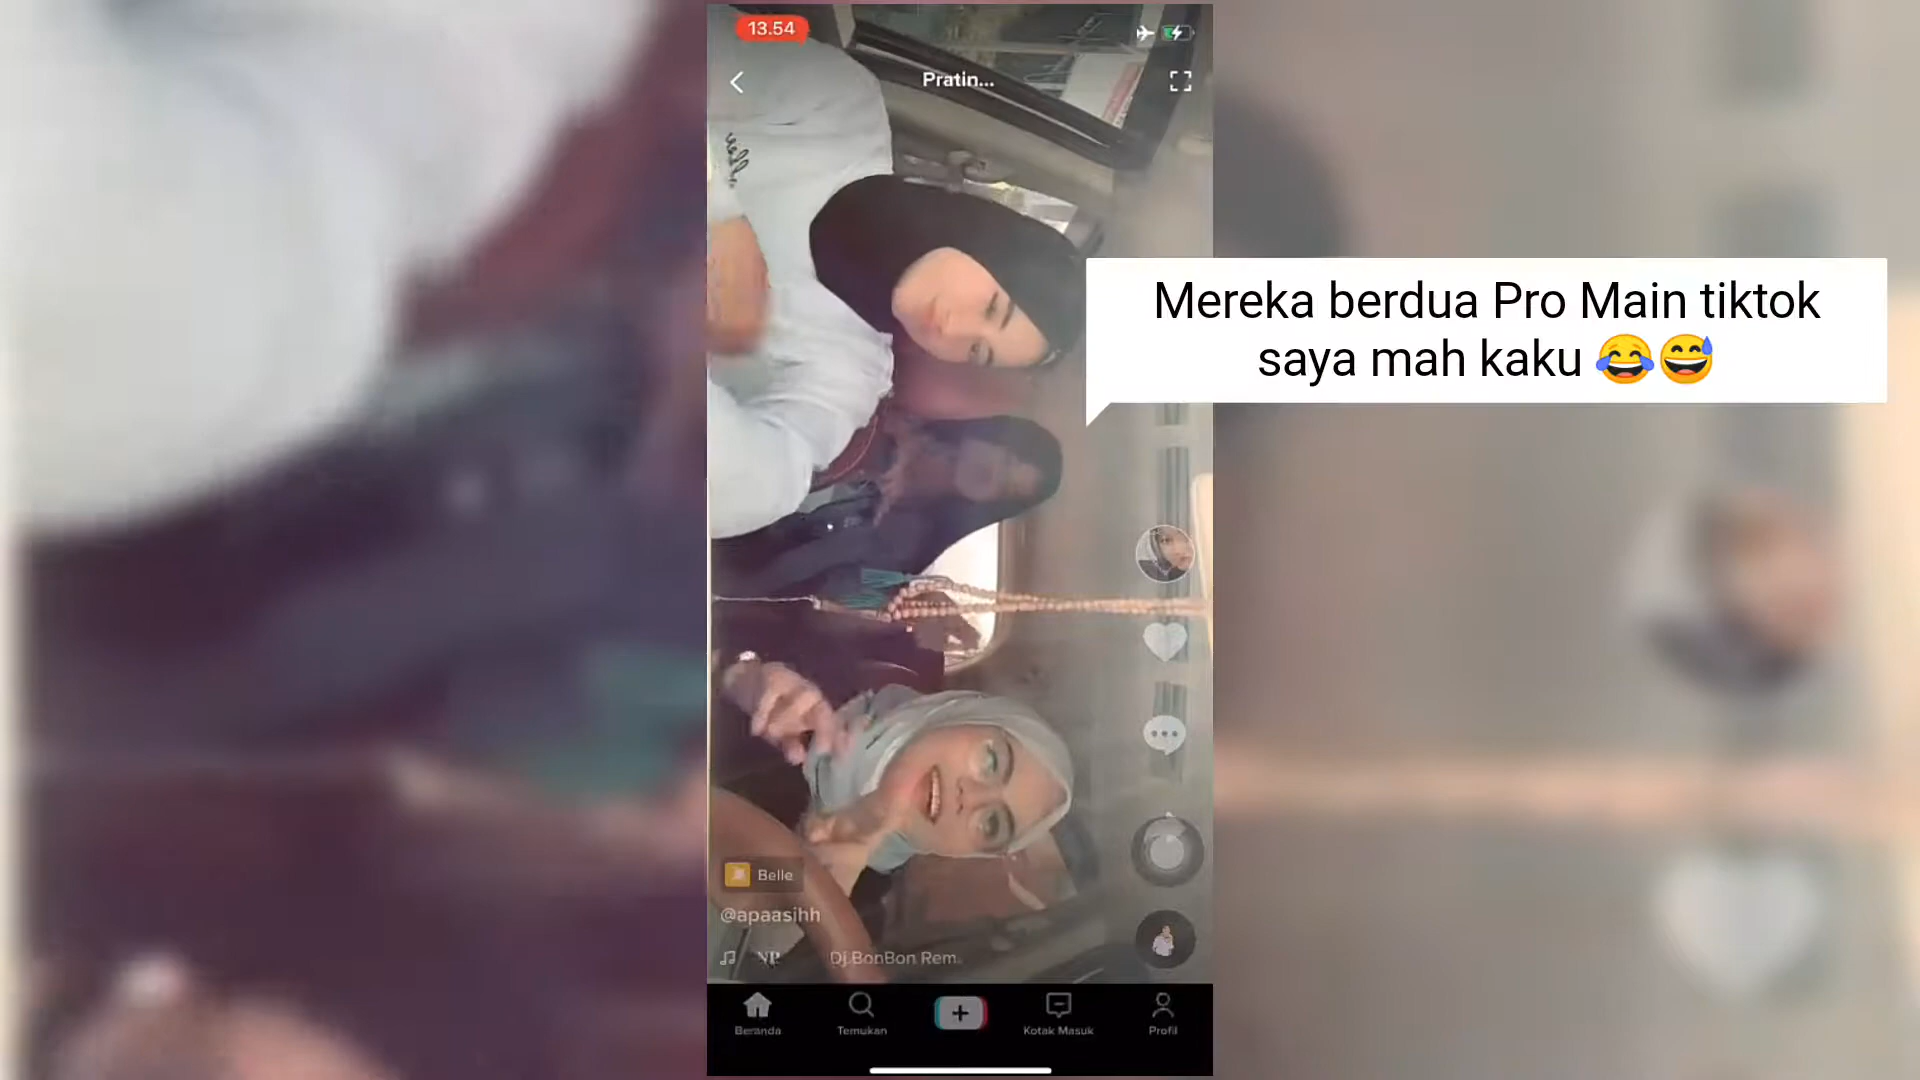 13.54
Pratin...
Mereka berdua Pro Main tiktok
saya mah kaku 😂😅
Belle
@apaasihh
Dj.BonBon Rem
Beranda
Temukan
Kotak Masuk
Profil